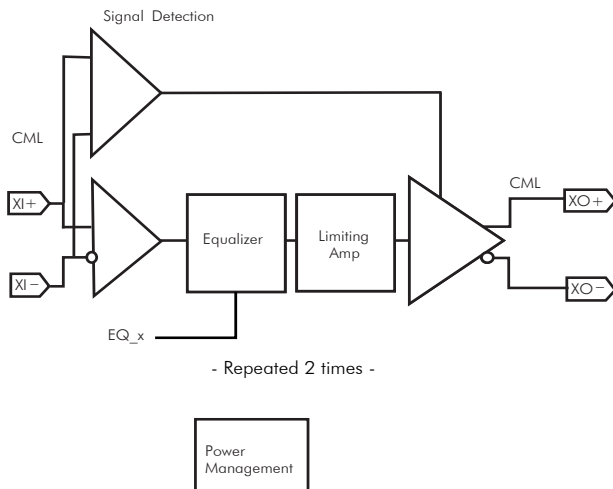 Signal Detection
CML
XI+
XI−
Equalizer
Limiting
Amp
CML
XO+
XO−
EQ_x
- Repeated 2 times -
Power
Management